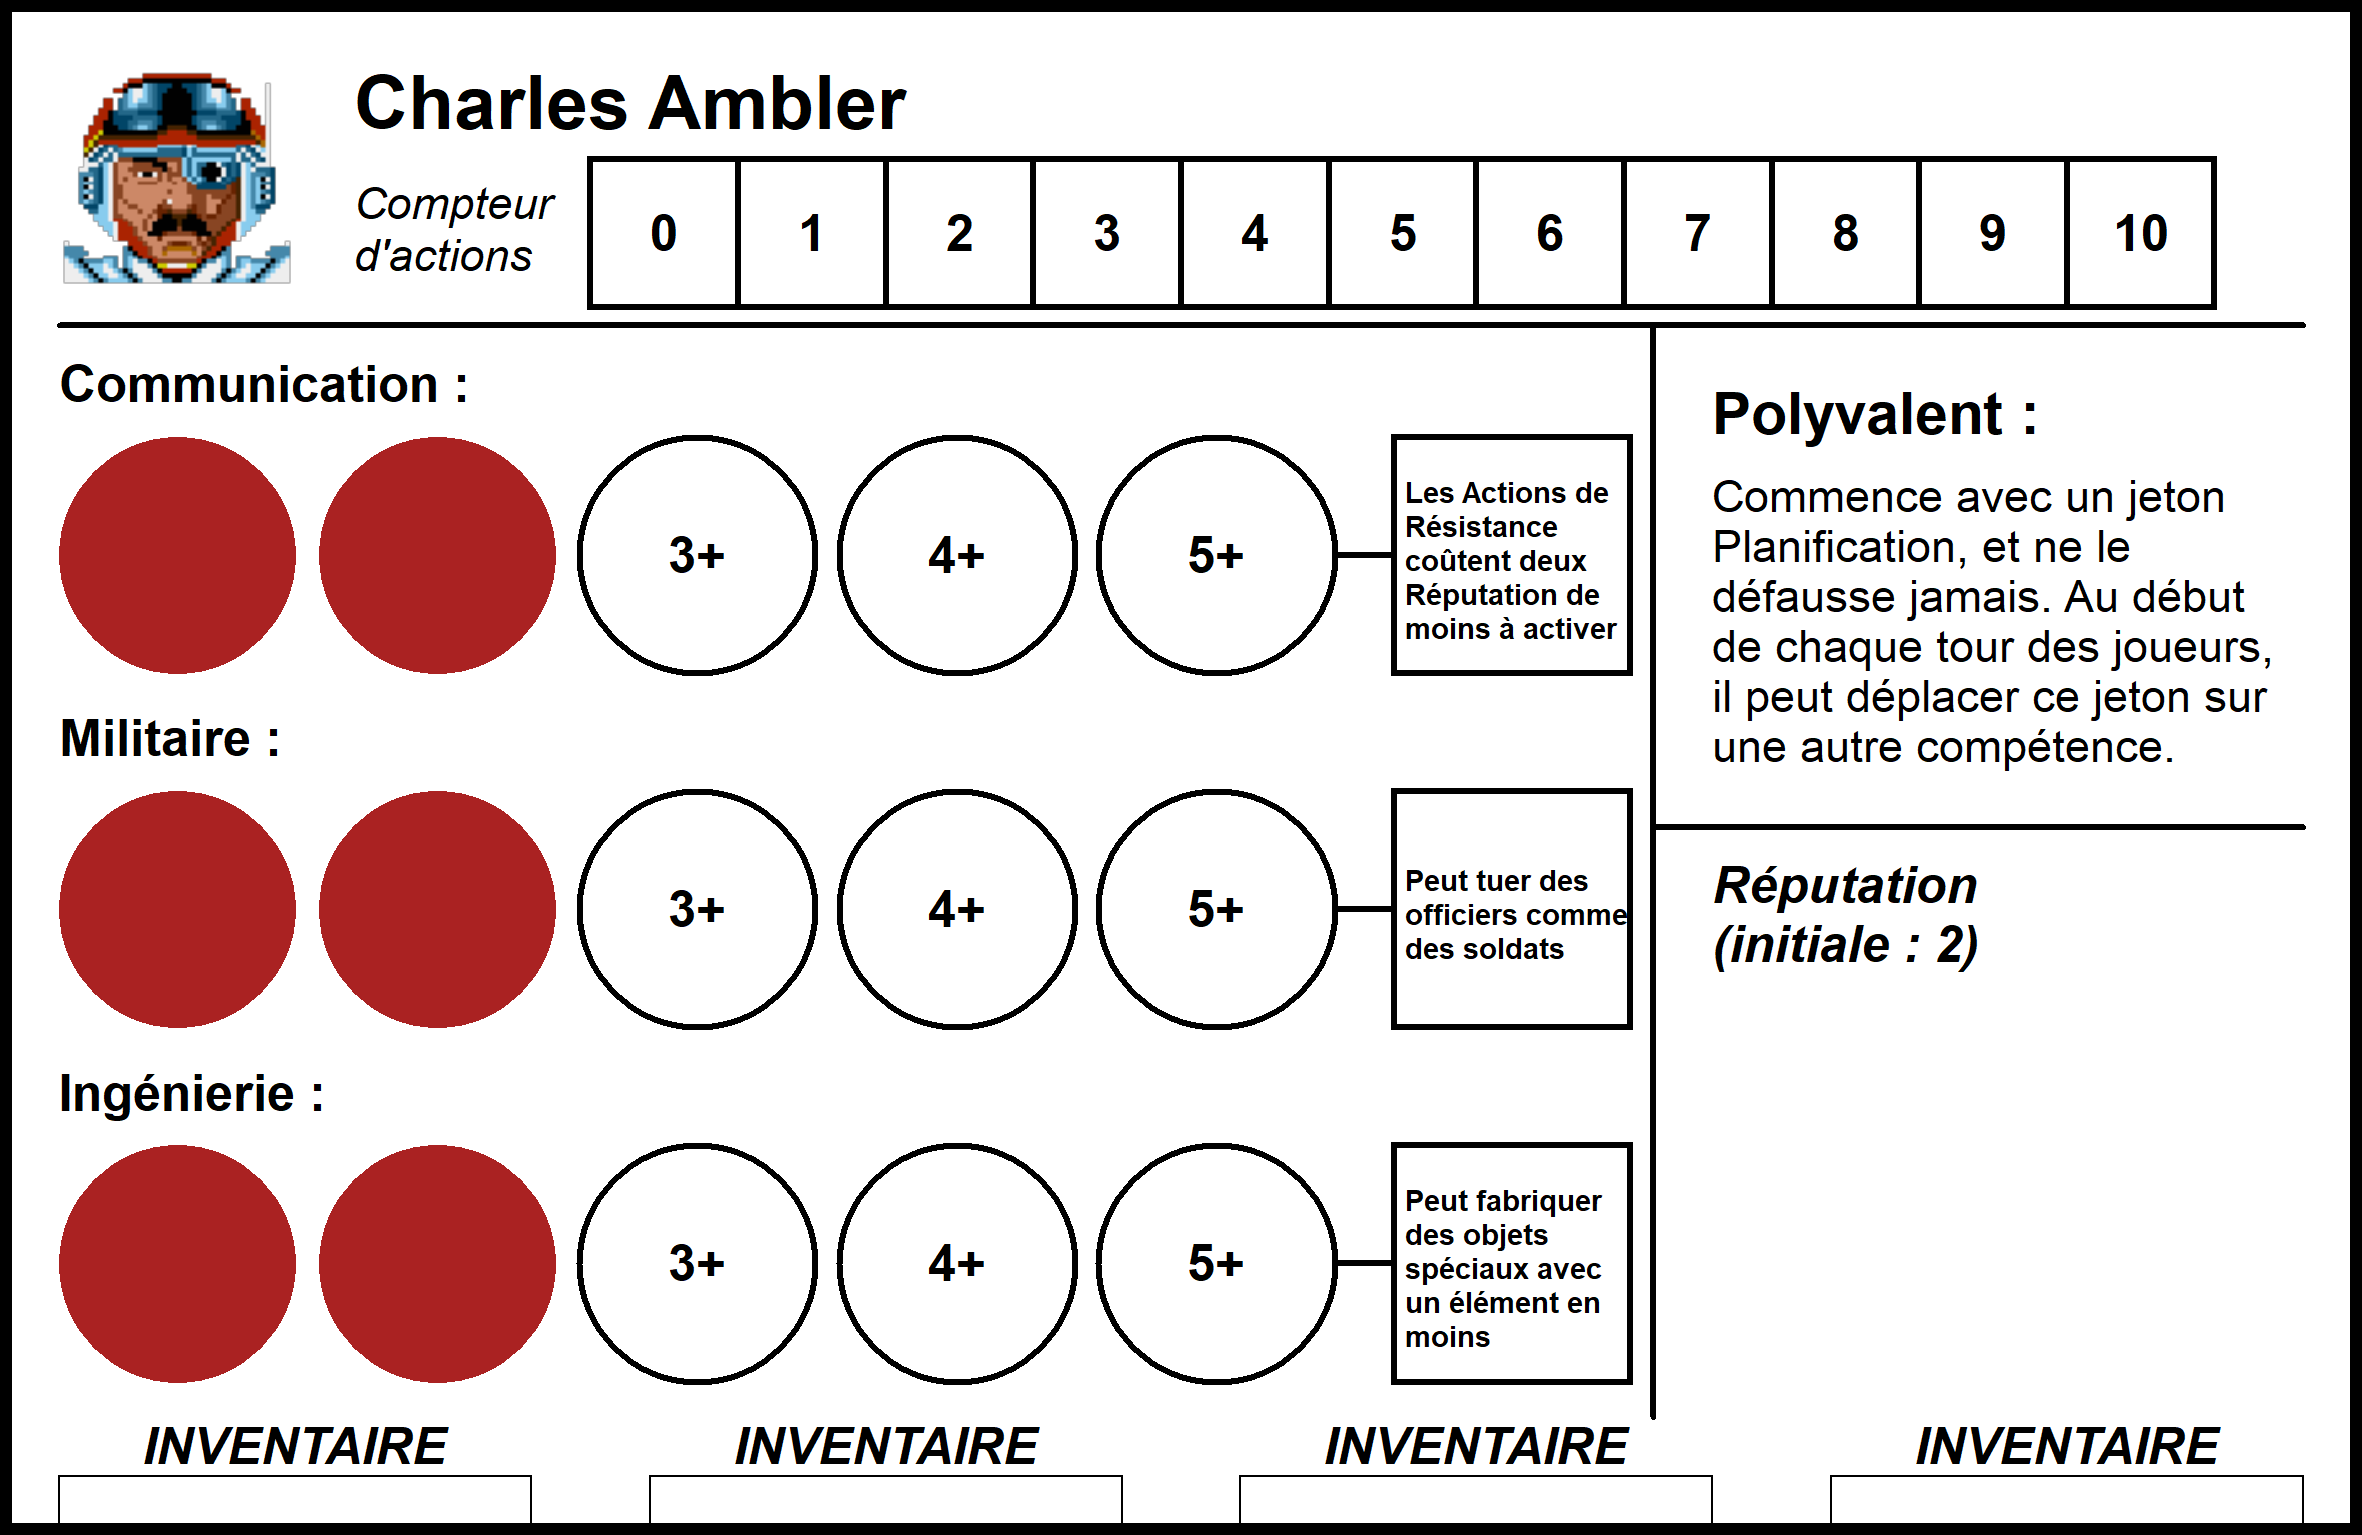 Charles Ambler
Compteur
d'actions
0 1 2 3 4 5 6 7 8 9 10
Communication :
3+ 4+ 5+
Les Actions de
Résistance
coûtent deux
Réputation de
moins à activer
Militaire :
3+ 4+ 5+
Peut tuer des
officiers comme
des soldats
Ingénierie :
3+ 4+ 5+
Peut fabriquer
des objets
spéciaux avec
un élément en
moins
Polyvalent :
Commence avec un jeton
Planification, et ne le
défausse jamais. Au début
de chaque tour des joueurs,
il peut déplacer ce jeton sur
une autre compétence.
Réputation
(initiale : 2)
INVENTAIRE INVENTAIRE INVENTAIRE INVENTAIRE